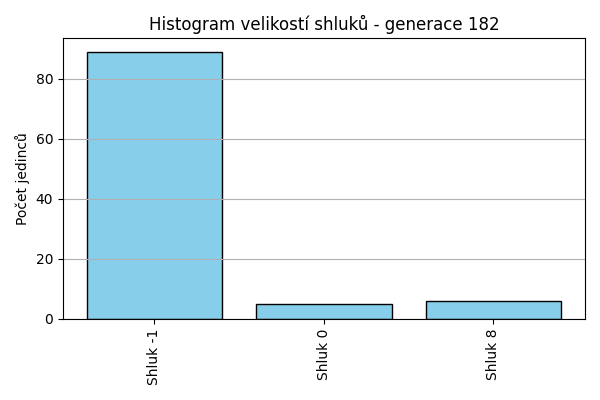 Histogram velikostí shluků - generace 182
Počet jedinců
80
60
40
20
0
Shluk -1
Shluk 0
Shluk 8